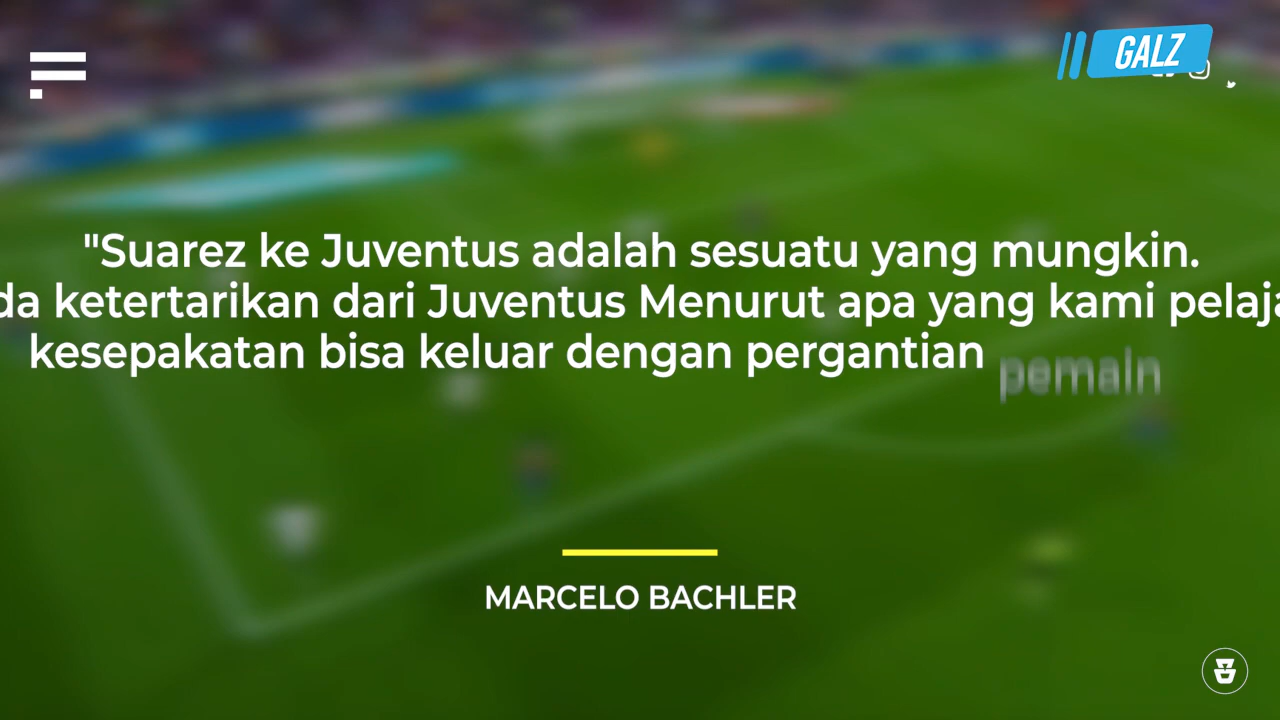 GALZ
"Suarez ke Juventus adalah sesuatu yang mungkin.
da ketertarikan dari Juventus Menurut apa yang kami pelaja
kesepakatan bisa keluar dengan pergantian pemain
MARCELO BACHLER